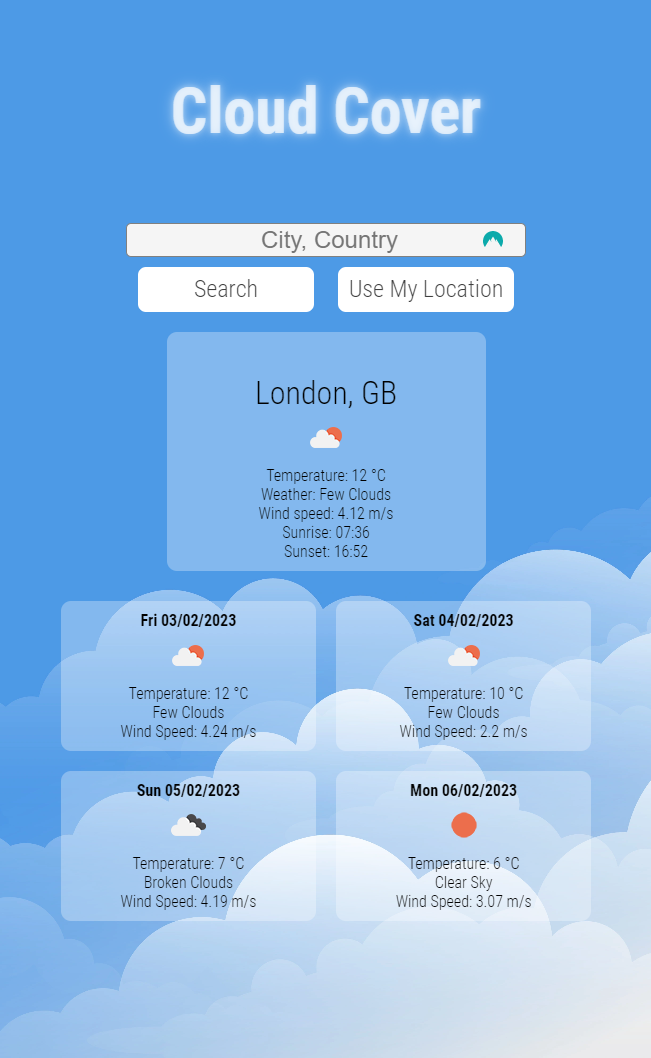 Cloud Cover
City, Country
Search
Use My Location
London, GB
Temperature: 12 °C
Weather: Few Clouds
Wind speed: 4.12 m/s
Sunrise: 07:36
Sunset: 16:52
Fri 03/02/2023
Temperature: 12 °C
Few Clouds
Wind Speed: 4.24 m/s
Sat 04/02/2023
Temperature: 10 °C
Few Clouds
Wind Speed: 2.2 m/s
Sun 05/02/2023
Temperature: 7 °C
Broken Clouds
Wind Speed: 4.19 m/s
Mon 06/02/2023
Temperature: 6 °C
Clear Sky
Wind Speed: 3.07 m/s